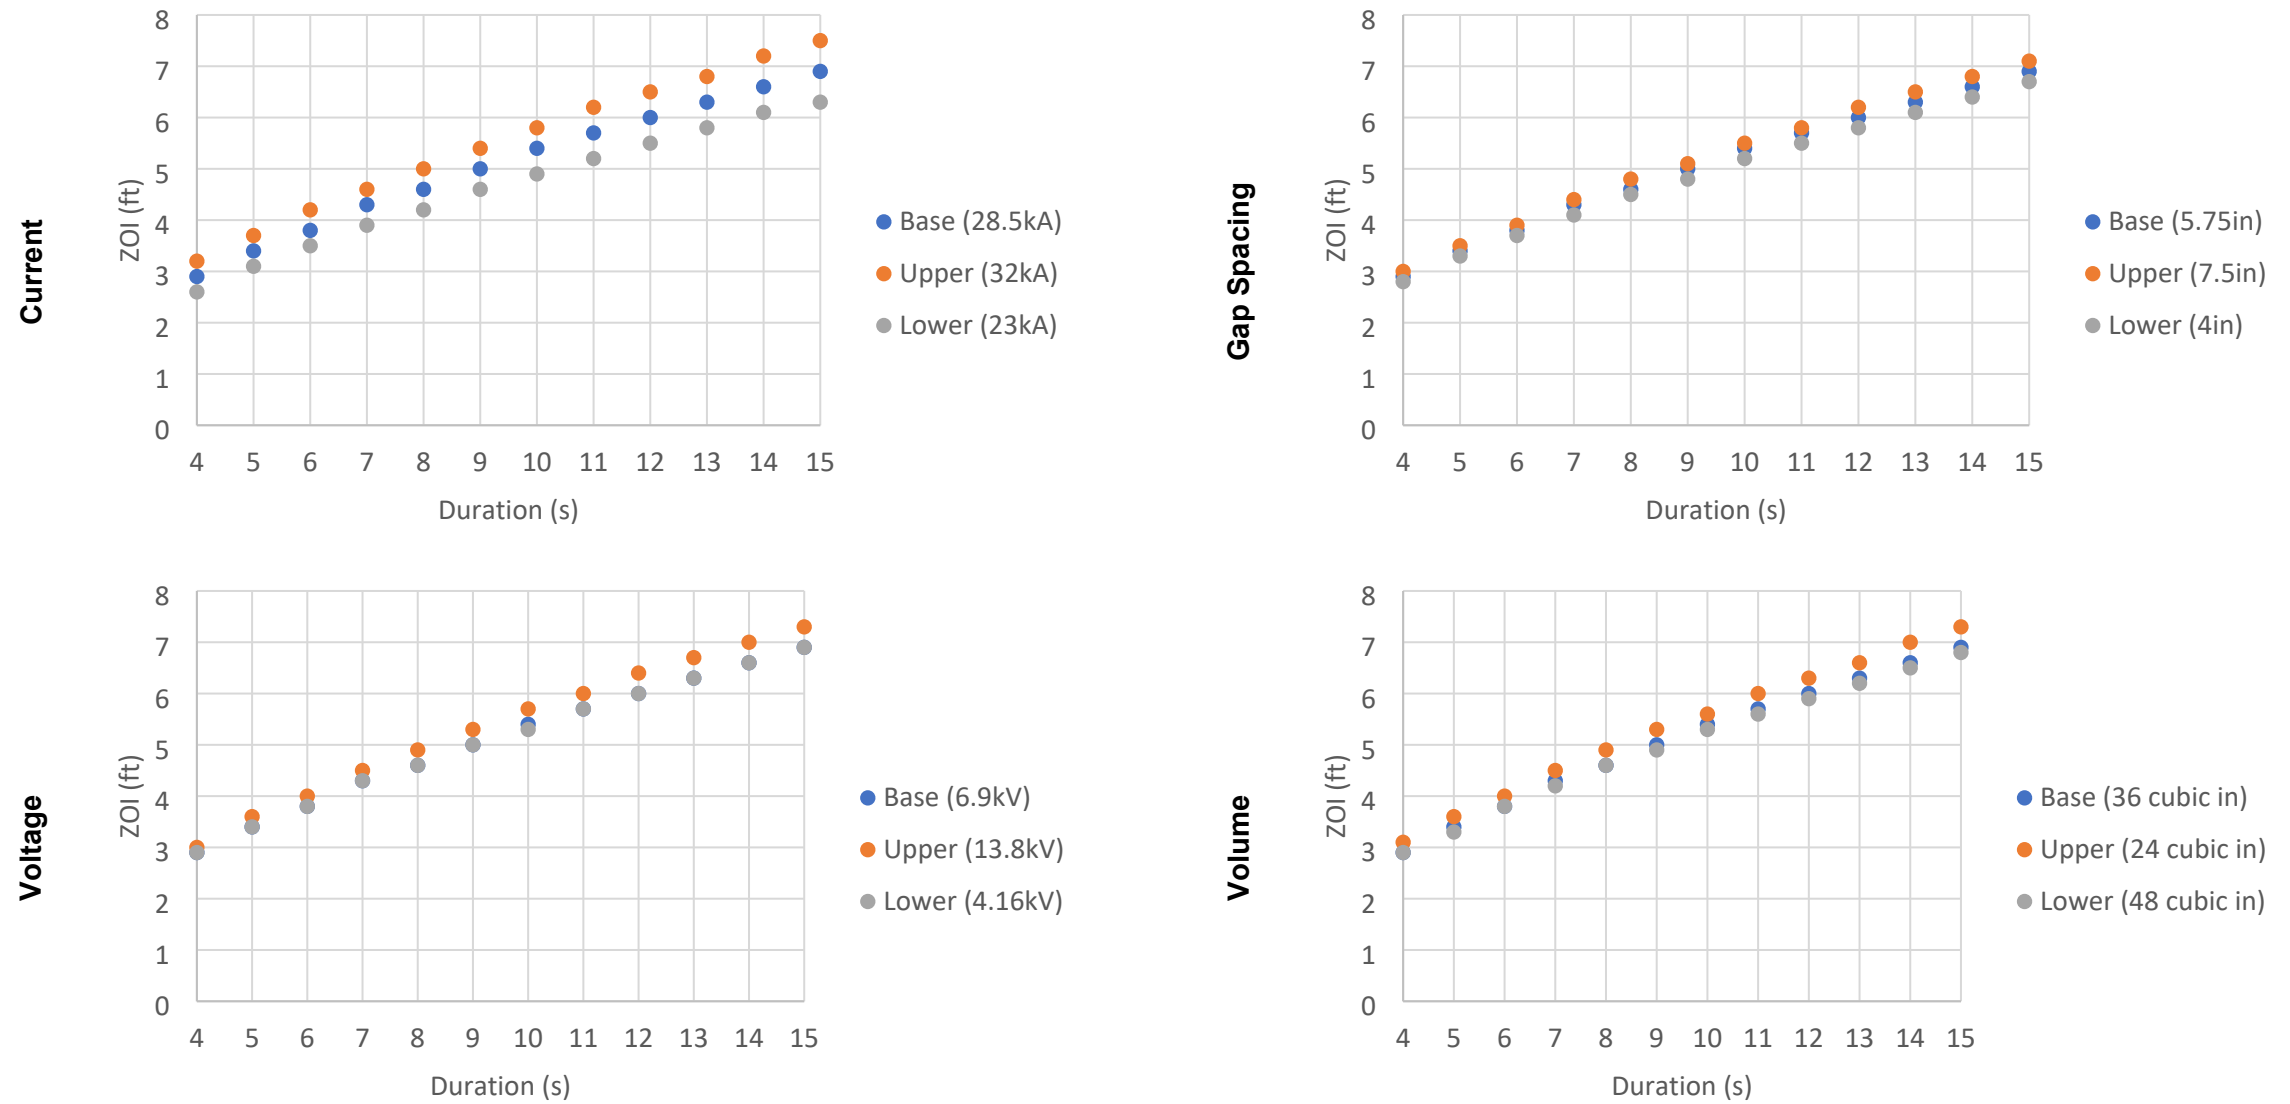 Current
ZOI (ft)
8
7
6
5
4
3
2
1
0
4 5 6 7 8 9 10 11 12 13 14 15
Duration (s)
Base (28.5kA)
Upper (32kA)
Lower (23kA)
Gap Spacing
ZOI (ft)
8
7
6
5
4
3
2
1
0
4 5 6 7 8 9 10 11 12 13 14 15
Duration (s)
Base (5.75in)
Upper (7.5in)
Lower (4in)
Voltage
ZOI (ft)
8
7
6
5
4
3
2
1
0
4 5 6 7 8 9 10 11 12 13 14 15
Duration (s)
Base (6.9kV)
Upper (13.8kV)
Lower (4.16kV)
Volume
ZOI (ft)
8
7
6
5
4
3
2
1
0
4 5 6 7 8 9 10 11 12 13 14 15
Duration (s)
Base (36 cubic in)
Upper (24 cubic in)
Lower (48 cubic in)